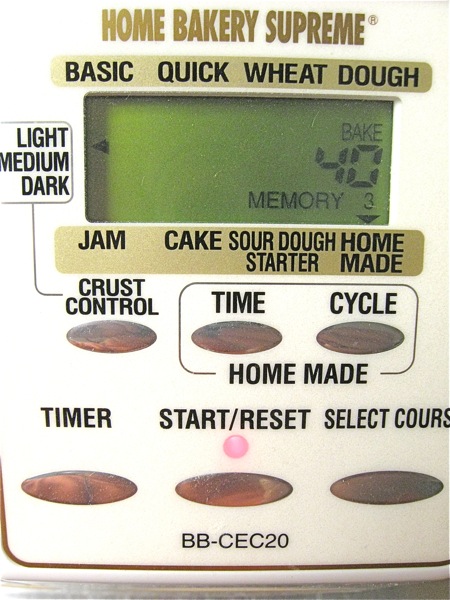 HOME BAKERY SUPREME®
BASIC QUICK WHEAT DOUGH
LIGHT
MEDIUM
DARK
BAKE
40
MEMORY 3
JAM CAKE SOUR DOUGH STARTER HOME MADE
CRUST CONTROL
TIME CYCLE
HOME MADE
TIMER START/RESET SELECT COURS
BB-CEC20